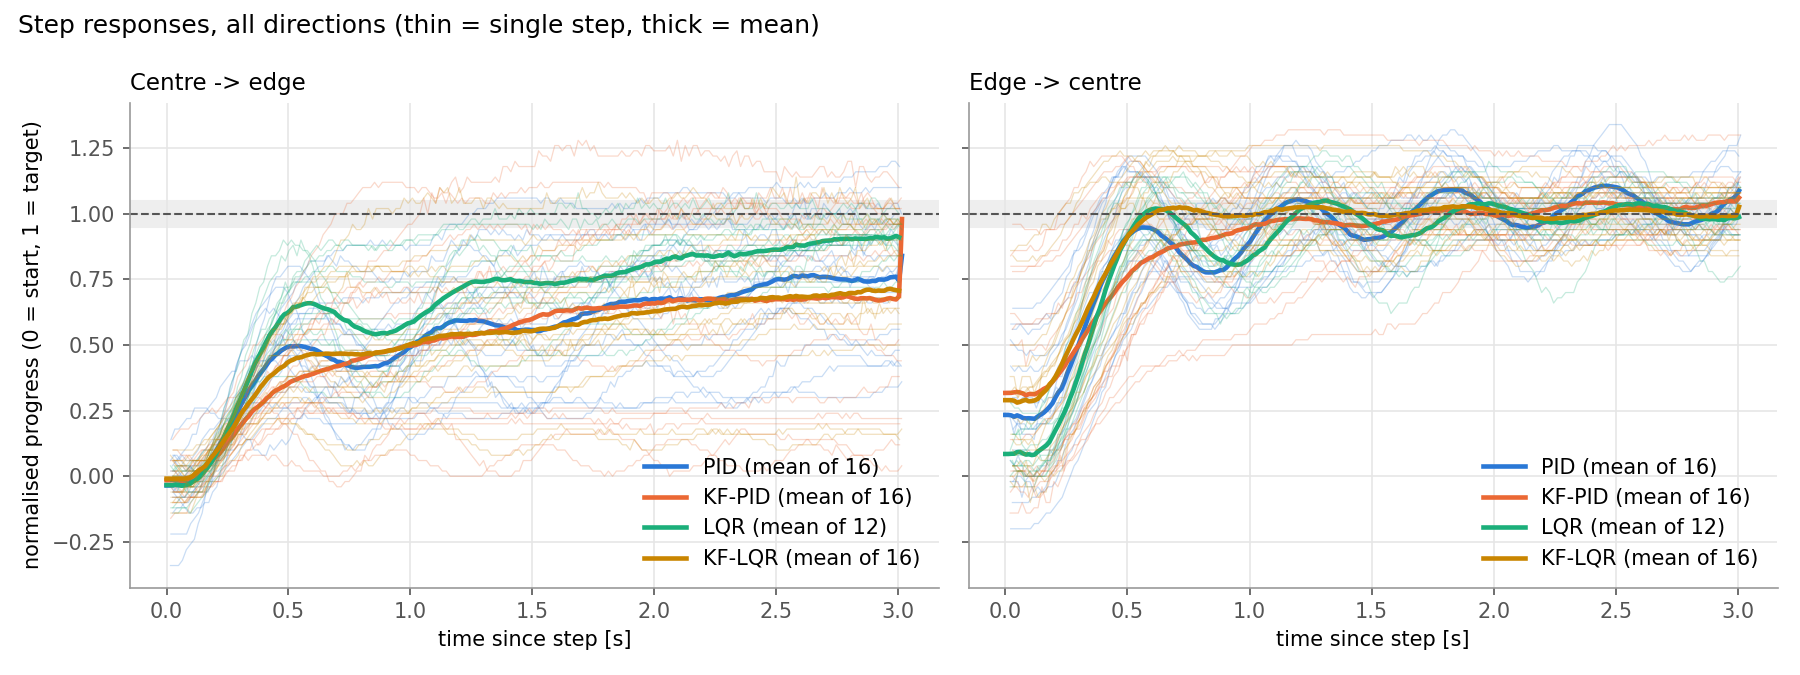 Step responses, all directions (thin = single step, thick = mean)
Centre -> edge
Edge -> centre
normalised progress (0 = start, 1 = target)
1.25
1.00
0.75
0.50
0.25
0.00
−0.25
PID (mean of 16)
KF-PID (mean of 16)
LQR (mean of 12)
KF-LQR (mean of 16)
PID (mean of 16)
KF-PID (mean of 16)
LQR (mean of 12)
KF-LQR (mean of 16)
0.0 0.5 1.0 1.5 2.0 2.5 3.0
0.0 0.5 1.0 1.5 2.0 2.5 3.0
time since step [s]
time since step [s]